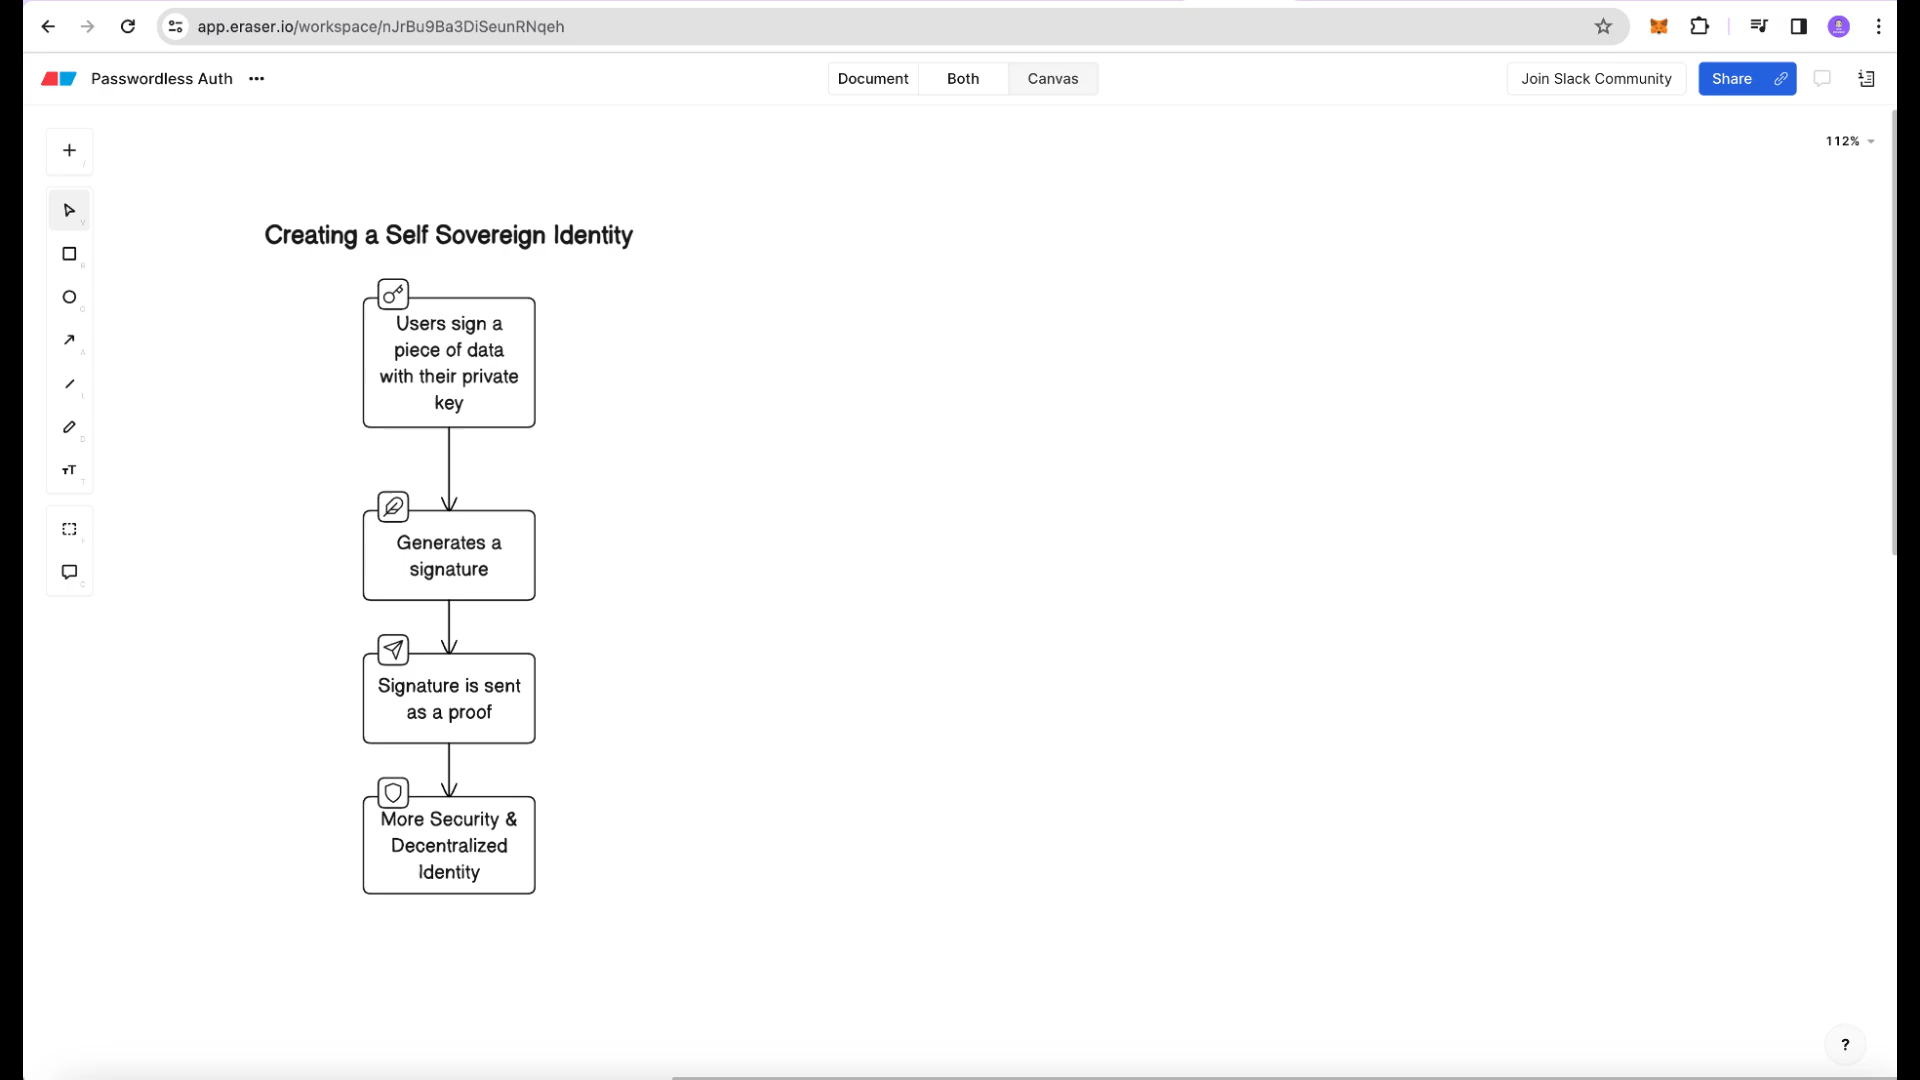 app.eraser.io/workspace/nJrBu9Ba3DiSeunRNqeh
Passwordless Auth
Document
Both
Canvas
Join Slack Community
Share
112%
Creating a Self Sovereign Identity
Users sign a
piece of data
with their private
key
Generates a
signature
Signature is sent
as a proof
More Security &
Decentralized
Identity
?